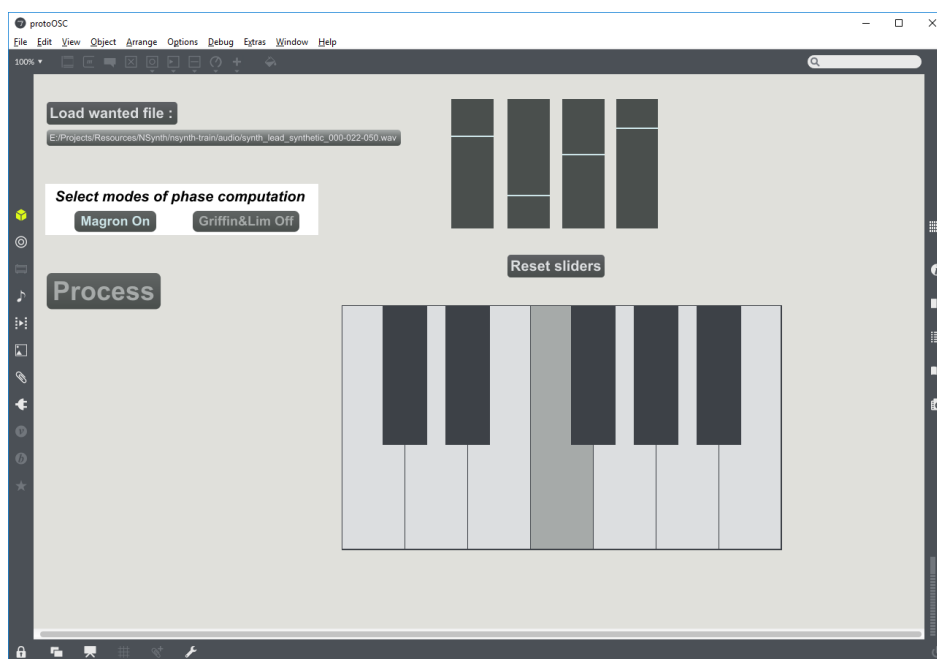 protoOSC
File Edit View Object Arrange Options Debug Extras Window Help
100%
Load wanted file :
E:/Projects/Resources/NSynth/nsynth-train/audio/synth_lead_synthetic_000-022-050.wav
Select modes of phase computation
Magron On Griffin&Lim Off
Reset sliders
Process